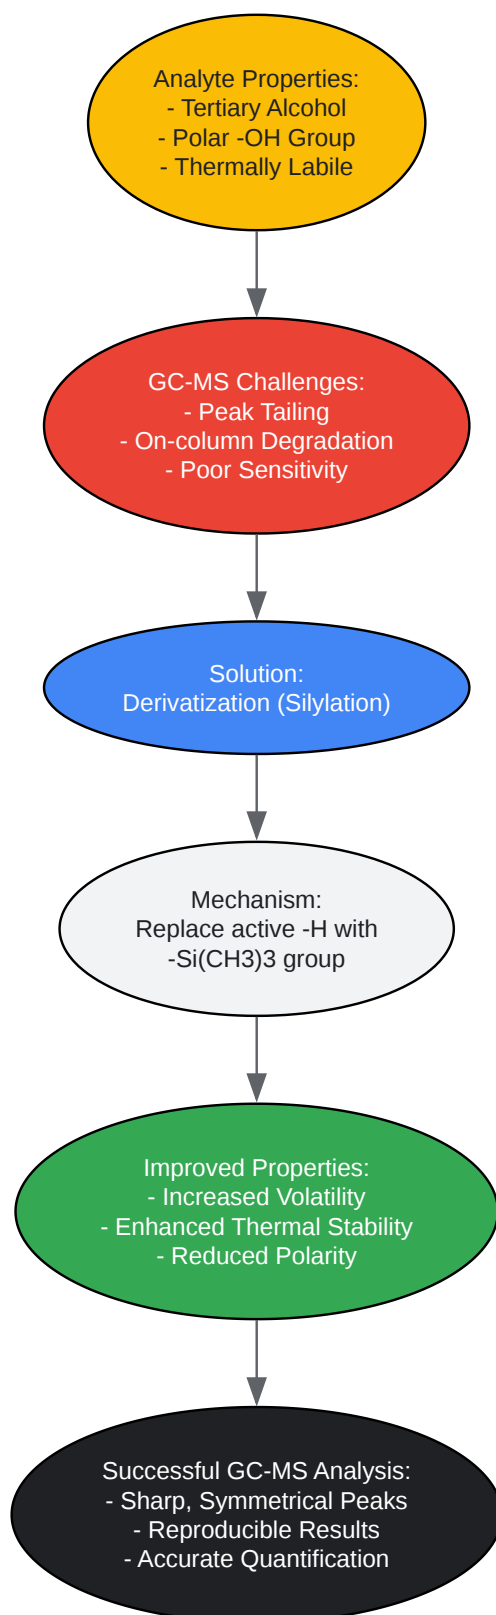 Analyte Properties:
- Tertiary Alcohol
- Polar -OH Group
- Thermally Labile
GC-MS Challenges:
- Peak Tailing
- On-column Degradation
- Poor Sensitivity
Solution:
Derivatization (Silylation)
Mechanism:
Replace active -H with
-Si(CH3)3 group
Improved Properties:
- Increased Volatility
- Enhanced Thermal Stability
- Reduced Polarity
Successful GC-MS Analysis:
- Sharp, Symmetrical Peaks
- Reproducible Results
- Accurate Quantification